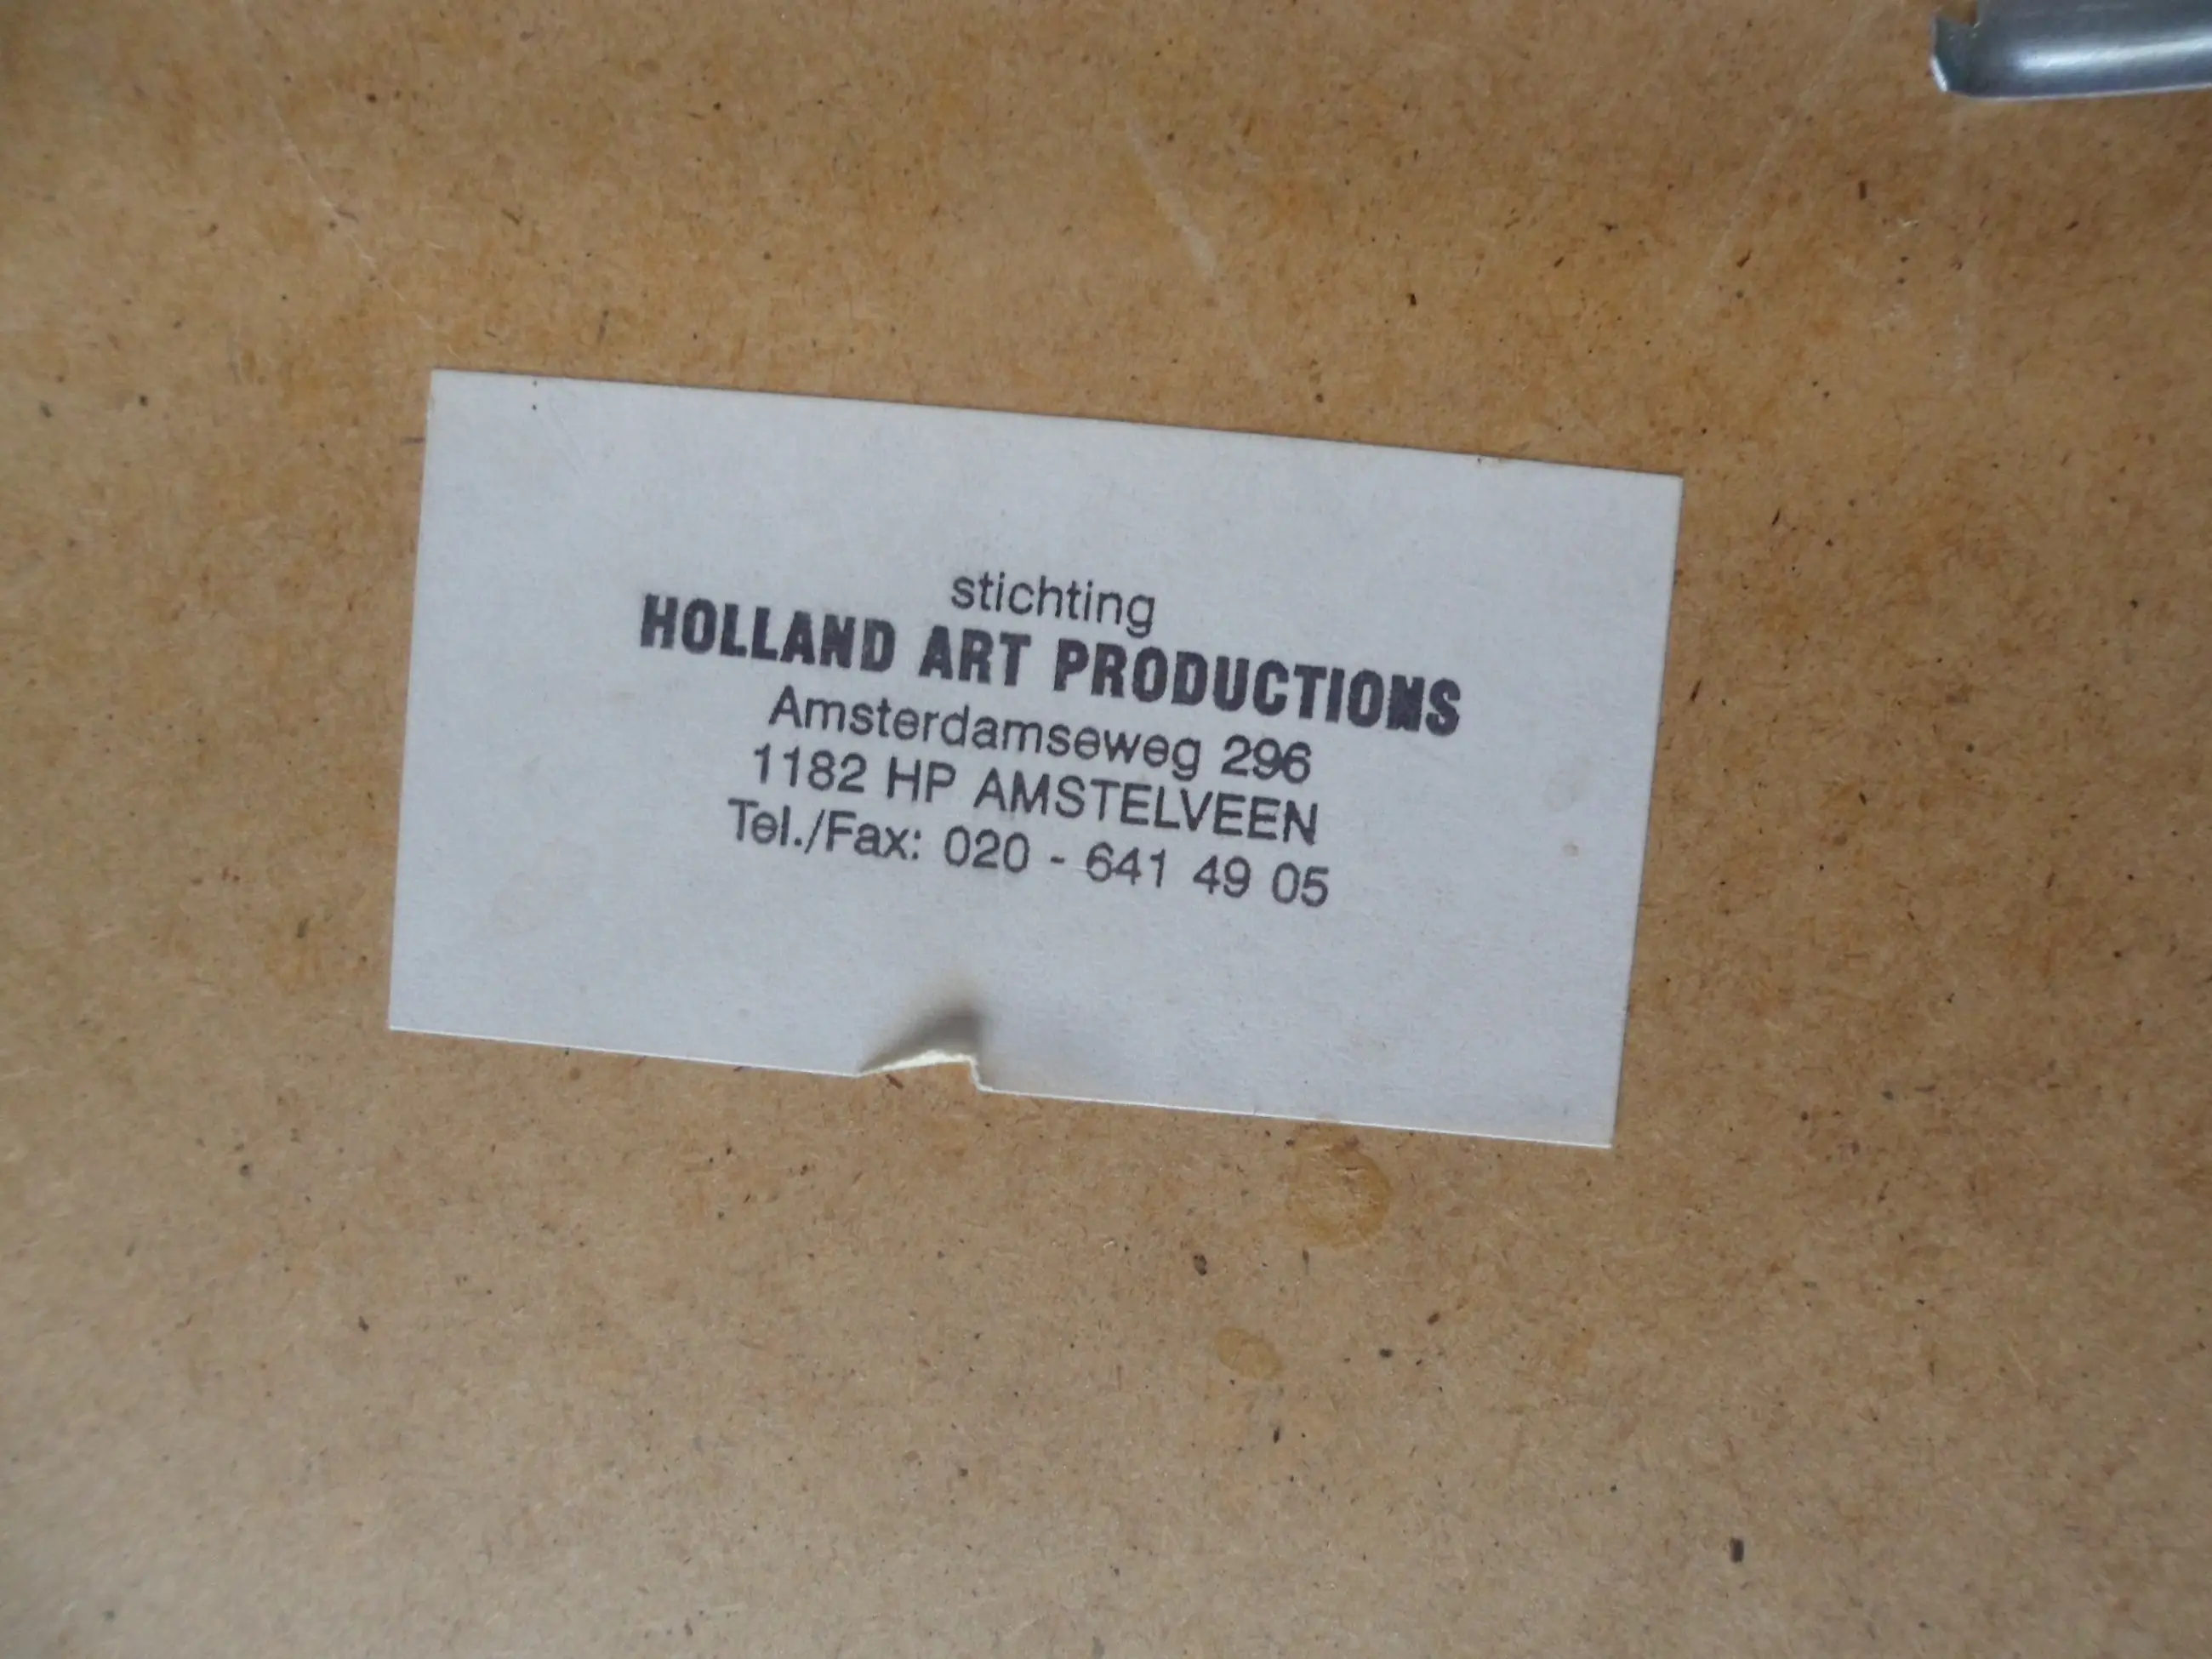 stichting
HOLLAND ART PRODUCTIONS
Amsterdamseweg 296
1182 HP AMSTELVEEN
Tel./Fax: 020 - 641 49 05